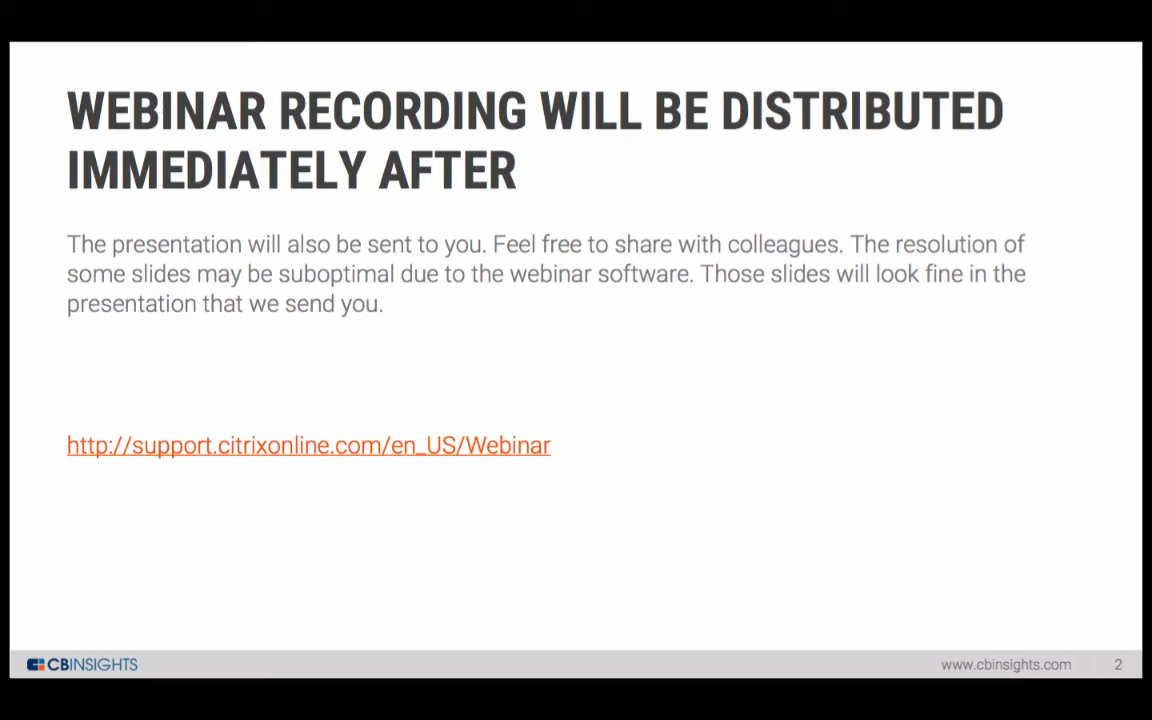 WEBINAR RECORDING WILL BE DISTRIBUTED
IMMEDIATELY AFTER
The presentation will also be sent to you. Feel free to share with colleagues. The resolution of
some slides may be suboptimal due to the webinar software. Those slides will look fine in the
presentation that we send you.
http://support.citrixonline.com/en_US/Webinar
CBINSIGHTS
www.cbinsights.com
2